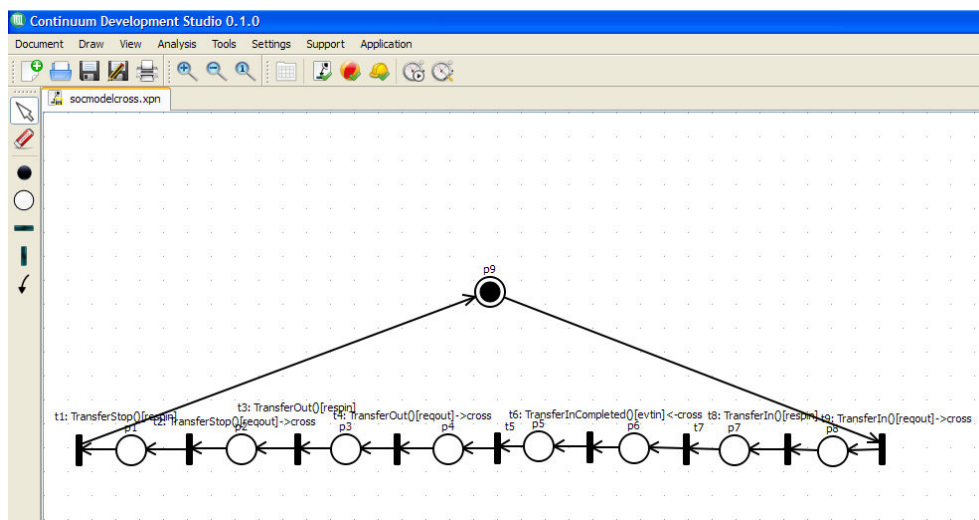 Continuum Development Studio 0.1.0
Document Draw View Analysis Tools Settings Support Application
socmodelcross.xpn
p9
t3: TransferOut()[respin]
t1: TransferStop()[respin]
t4: TransferOut()[reqout]->cross
t6: TransferInCompleted()[evtin]<-cross
t8: TransferIn()[respin]
t9: TransferIn()[reqout]->cross
t2: TransferStop()[reqout]->cross
p1 p2 p3 p4 t5 p5 p6 t7 p7 p8